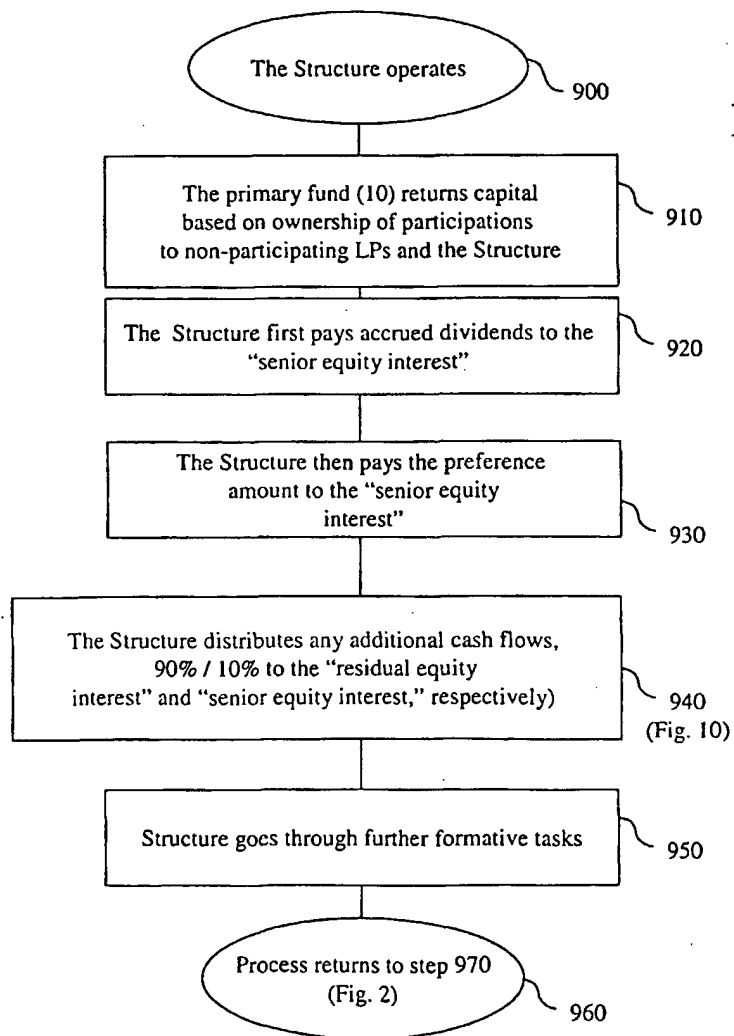 The Structure operates
900
The primary fund (10) returns capital
based on ownership of participations
to non-participating LPs and the Structure
910
The Structure first pays accrued dividends to the
“senior equity interest”
920
The Structure then pays the preference
amount to the “senior equity
interest”
930
The Structure distributes any additional cash flows,
90% / 10% to the “residual equity
interest” and “senior equity interest,” respectively)
940
(Fig. 10)
Structure goes through further formative tasks
950
Process returns to step 970
(Fig. 2)
960